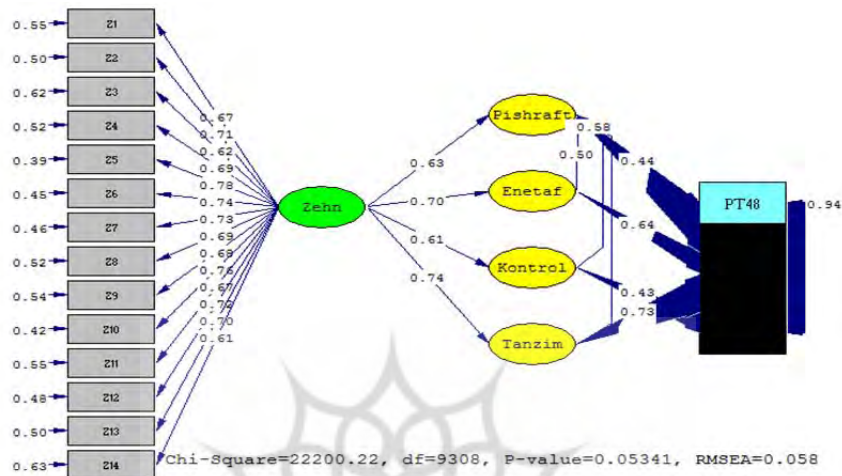 0.55 Z1
0.50 Z2
0.62 Z3
0.52 Z4
0.39 Z5
0.45 Z6
0.46 Z7
0.52 Z8
0.54 Z9
0.42 Z10
0.55 Z11
0.48 Z12
0.50 Z13
0.63 Z14
0.67
0.71
0.62
0.69
0.78
0.74
0.73
0.69
0.68
0.76
0.67
0.72
0.70
0.61
Zehn
0.63
0.70
0.61
0.74
Pishraft
Enetaf
Kontrol
Tanzim
0.58
0.50
0.44
0.64
0.43
0.73
PT48
0.94
Chi-Square=22200.22, df=9308, P-value=0.05341, RMSEA=0.058